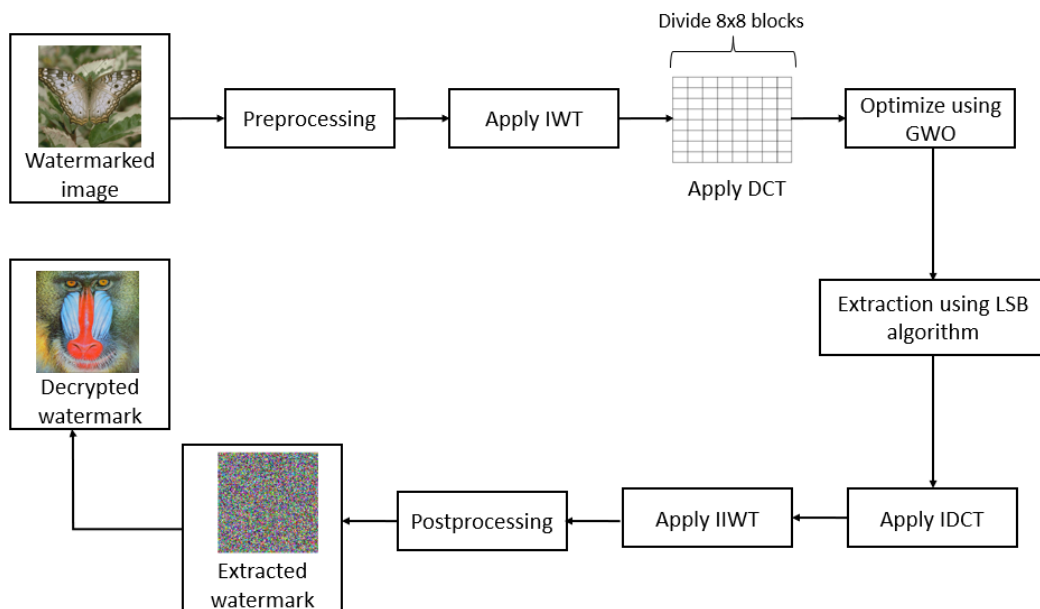 Divide 8x8 blocks
Watermarked
image
Preprocessing
Apply IWT
Apply DCT
Optimize using
GWO
Extraction using LSB
algorithm
Apply IDCT
Apply IIWT
Postprocessing
Extracted
watermark
Decrypted
watermark